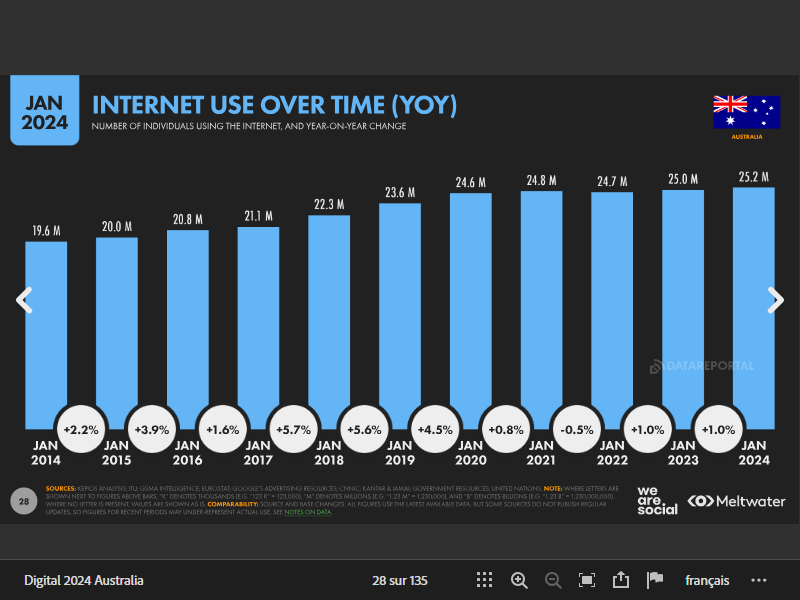 JAN
2024
INTERNET USE OVER TIME (YOY)
NUMBER OF INDIVIDUALS USING THE INTERNET, AND YEAR-ON-YEAR CHANGE
AUSTRALIA
19.6 M
20.0 M
20.8 M
21.1 M
22.3 M
23.6 M
24.6 M
24.8 M
24.7 M
25.0 M
25.2 M
DATAREPORTAL
+2.2%
+3.9%
+1.6%
+5.7%
+5.6%
+4.5%
+0.8%
-0.5%
+1.0%
+1.0%
JAN
2014
JAN
2015
JAN
2016
JAN
2017
JAN
2018
JAN
2019
JAN
2020
JAN
2021
JAN
2022
JAN
2023
JAN
2024
28
SOURCES: KEPIOS ANALYSIS; ITU; GSMA INTELLIGENCE; EUROSTAT; GOOGLE'S ADVERTISING RESOURCES; CNNIC; KANTAR & IAMAI; GOVERNMENT RESOURCES; UNITED NATIONS. NOTE: WHERE LETTERS ARE
SHOWN NEXT TO FIGURES ABOVE BARS, "K" DENOTES THOUSANDS (E.G. "123 K" = 123,000), "M" DENOTES MILLIONS (E.G. "1.23 M" = 1,230,000), AND "B" DENOTES BILLIONS (E.G. "1.23 B" = 1,230,000,000).
WHERE NO LETTER IS PRESENT, VALUES ARE SHOWN AS IS. COMPARABILITY: SOURCE AND BASE CHANGES. ALL FIGURES USE THE LATEST AVAILABLE DATA, BUT SOME SOURCES DO NOT PUBLISH REGULAR
UPDATES, SO FIGURES FOR RECENT PERIODS MAY UNDER-REPRESENT ACTUAL USE. SEE NOTES ON DATA.
we
are.
social
Meltwater
Digital 2024 Australia
28 sur 135
français